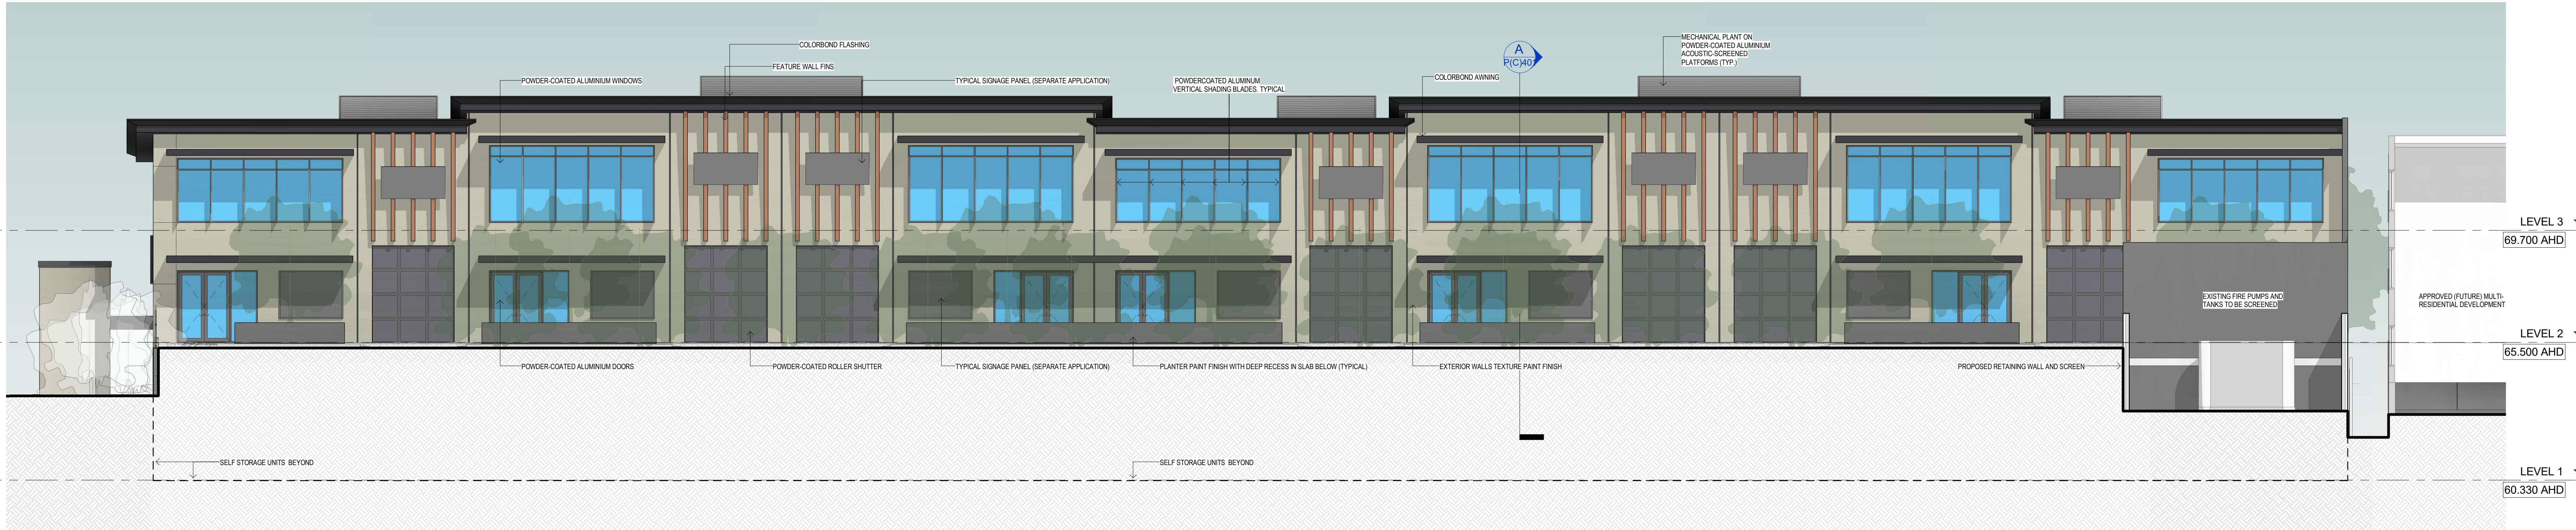 COLORBOND FLASHING
FEATURE WALL FINS
POWDER-COATED ALUMINIUM WINDOWS
TYPICAL SIGNAGE PANEL (SEPARATE APPLICATION)
POWDERCOATED ALUMINUM
VERTICAL SHADING BLADES. TYPICAL
COLORBOND AWNING
A
P(C)401
MECHANICAL PLANT ON
POWDER-COATED ALUMINIUM
ACOUSTIC-SCREENED
PLATFORMS (TYP.)
LEVEL 3
69.700 AHD
EXISTING FIRE PUMPS AND
TANKS TO BE SCREENED
APPROVED (FUTURE) MULTI-
RESIDENTIAL DEVELOPMENT
LEVEL 2
65.500 AHD
POWDER-COATED ALUMINIUM DOORS
POWDER-COATED ROLLER SHUTTER
TYPICAL SIGNAGE PANEL (SEPARATE APPLICATION)
PLANTER PAINT FINISH WITH DEEP RECESS IN SLAB BELOW (TYPICAL)
EXTERIOR WALLS TEXTURE PAINT FINISH
PROPOSED RETAINING WALL AND SCREEN
SELF STORAGE UNITS BEYOND
SELF STORAGE UNITS BEYOND
LEVEL 1
60.330 AHD